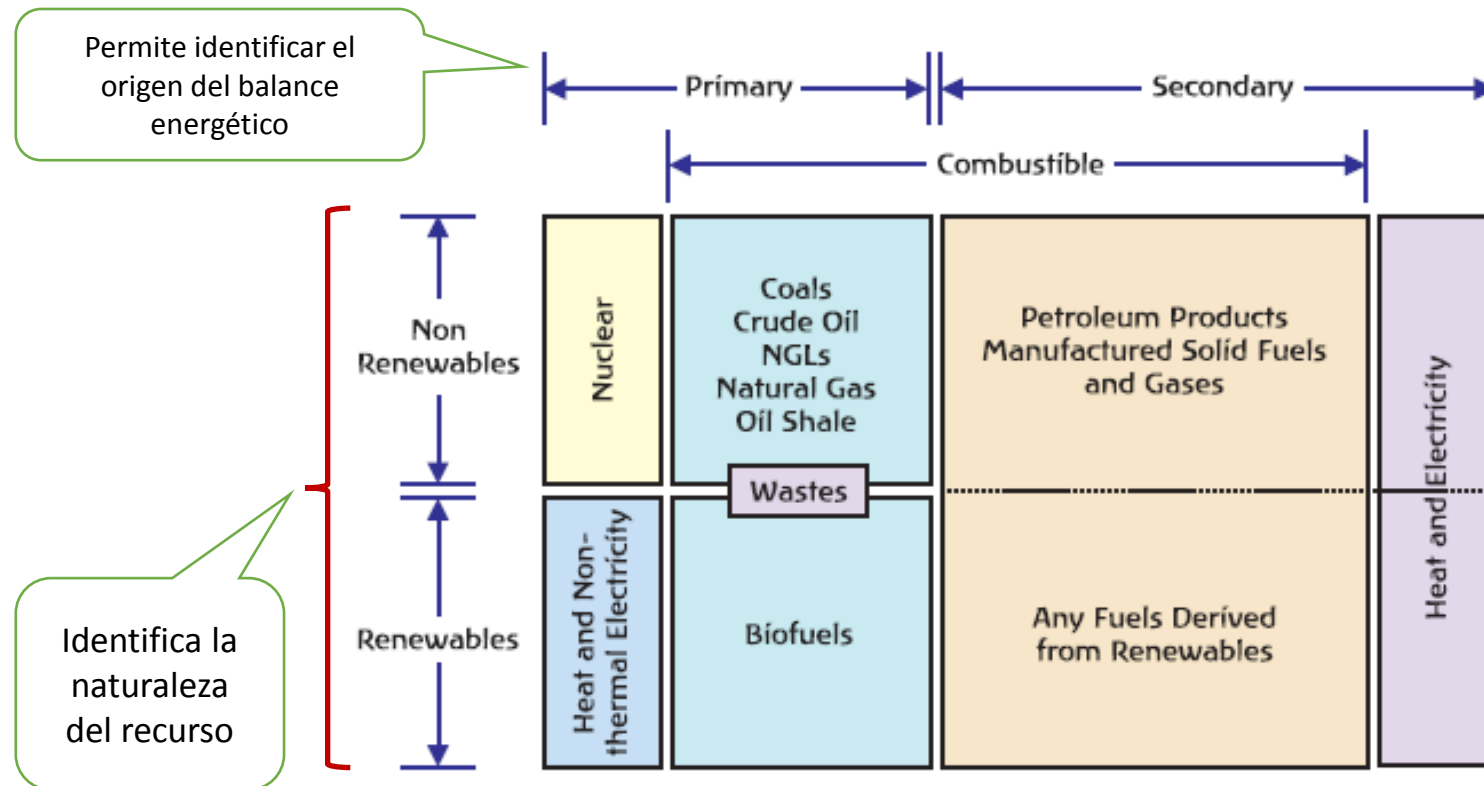 Permite identificar el
origen del balance
energético
Primary
Secondary
Combustible
Non
Renewables
Nuclear
Coals
Crude Oil
NGLs
Natural Gas
Oil Shale
Petroleum Products
Manufactured Solid Fuels
and Gases
Heat and Electricity
Wastes
Identifica la
naturaleza
del recurso
Renewables
Heat and Non-
thermal Electricity
Biofuels
Any Fuels Derived
from Renewables